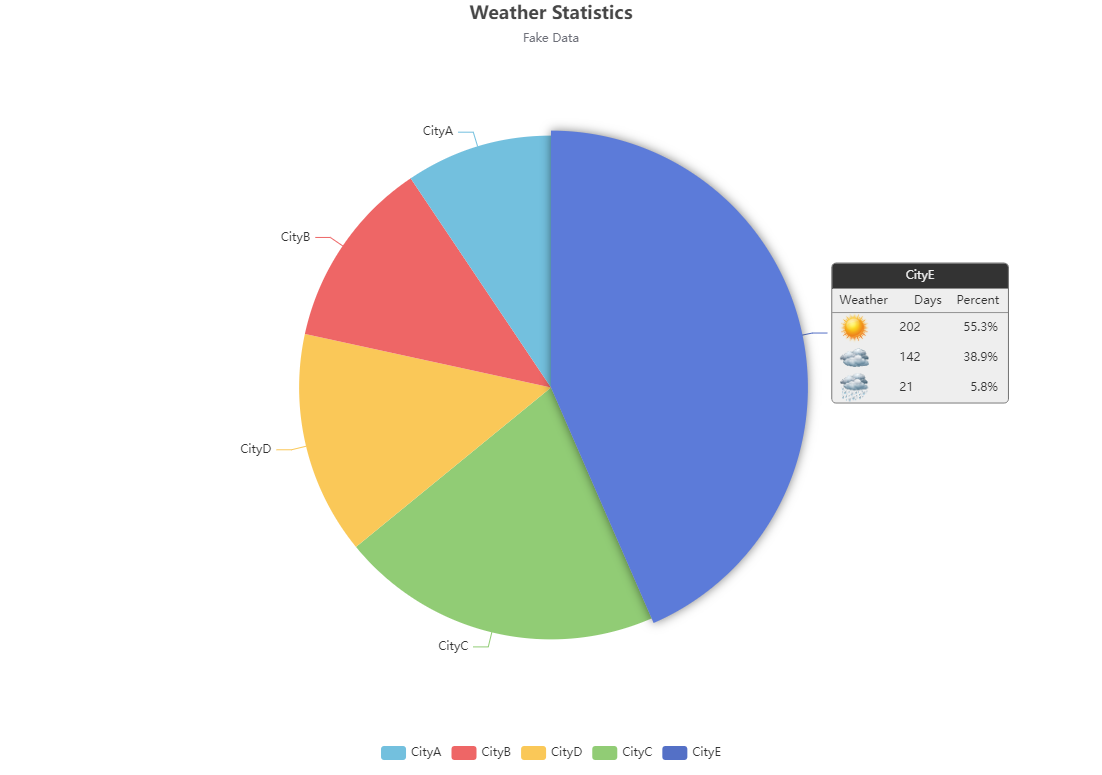 Weather Statistics
Fake Data
CityA
CityB
CityD
CityC
CityE
Weather Days Percent
202 55.3%
142 38.9%
21 5.8%
CityA CityB CityD CityC CityE